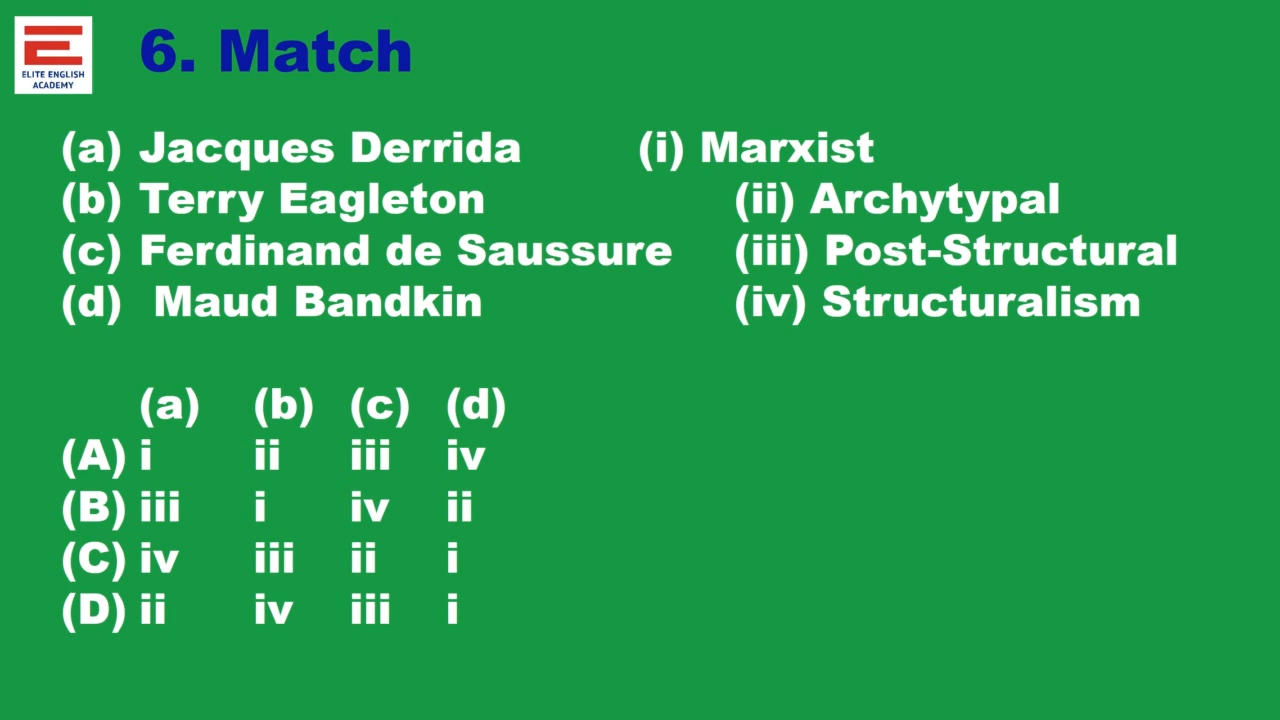 ELITE ENGLISH
ACADEMY
6. Match
(a) Jacques Derrida (i) Marxist
(b) Terry Eagleton (ii) Archytypal
(c) Ferdinand de Saussure (iii) Post-Structural
(d) Maud Bandkin (iv) Structuralism
(a) (b) (c) (d)
(A) i ii iii iv
(B) iii i iv ii
(C) iv iii ii i
(D) ii iv iii i